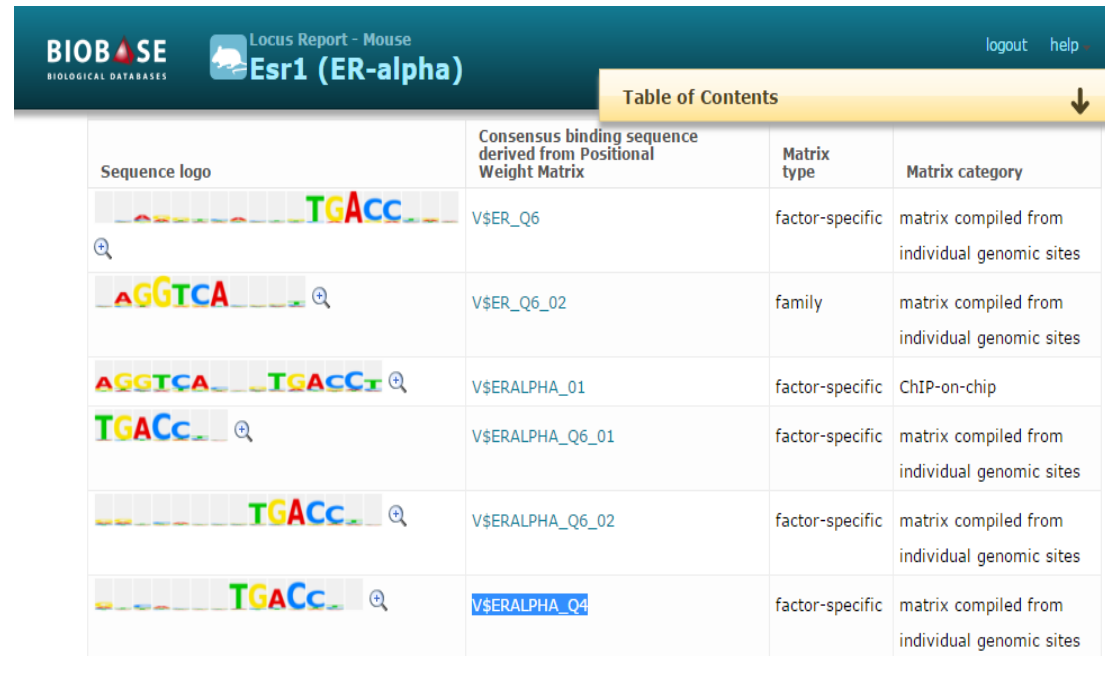 BIOBASE
BIOLOGICAL DATABASES
Locus Report - Mouse
Esr1 (ER-alpha)
logout help
Table of Contents
Sequence logo
Consensus binding sequence
derived from Positional
Weight Matrix
Matrix
type
Matrix category
TGACC
V$ER_Q6
factor-specific
matrix compiled from
individual genomic sites
AGGTCA
V$ER_Q6_02
family
matrix compiled from
individual genomic sites
AGGTCA TGACCT
V$ERALPHA_01
factor-specific
ChIP-on-chip
TGACC
V$ERALPHA_Q6_01
factor-specific
matrix compiled from
individual genomic sites
TGACC
V$ERALPHA_Q6_02
factor-specific
matrix compiled from
individual genomic sites
TGACC
V$ERALPHA_Q4
factor-specific
matrix compiled from
individual genomic sites